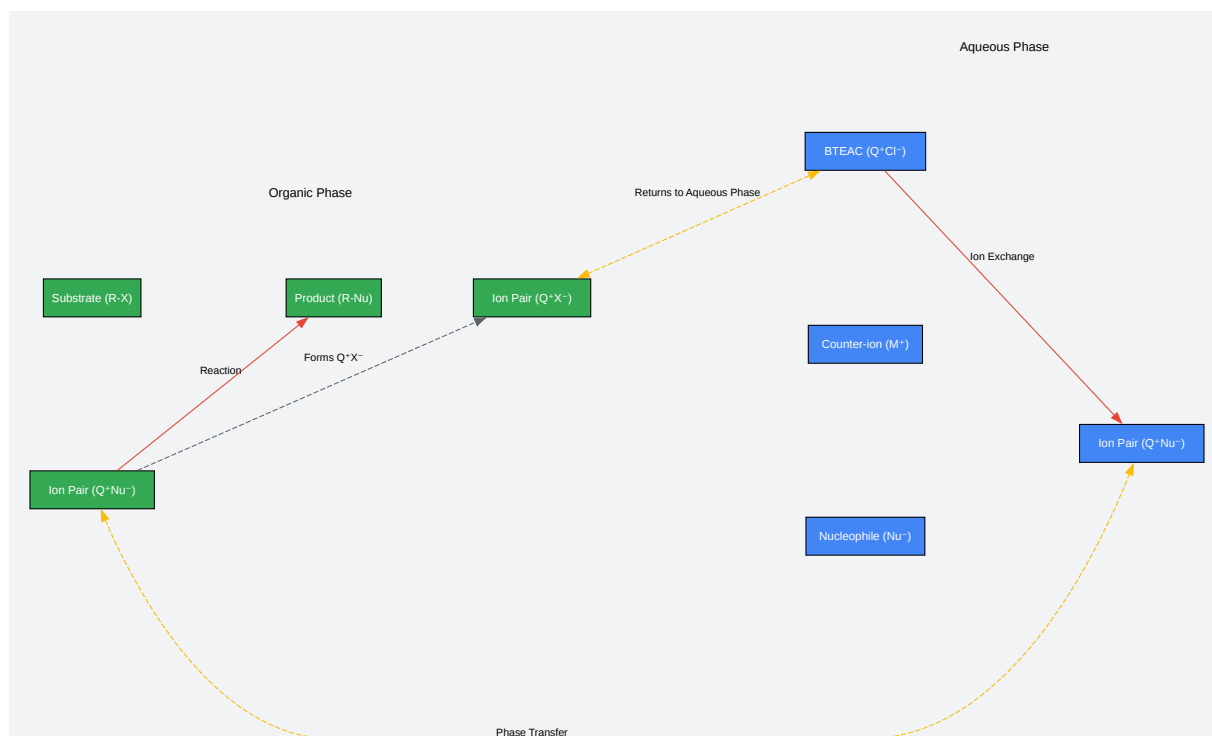 Aqueous Phase
BTEAC (Q⁺Cl⁻)
Organic Phase
Returns to Aqueous Phase
Ion Exchange
Substrate (R-X)
Product (R-Nu)
Ion Pair (Q⁺X⁻)
Counter-ion (M⁺)
Forms Q⁺X⁻
Reaction
Ion Pair (Q⁺Nu⁻)
Ion Pair (Q⁺Nu⁻)
Nucleophile (Nu⁻)
Phase Transfer